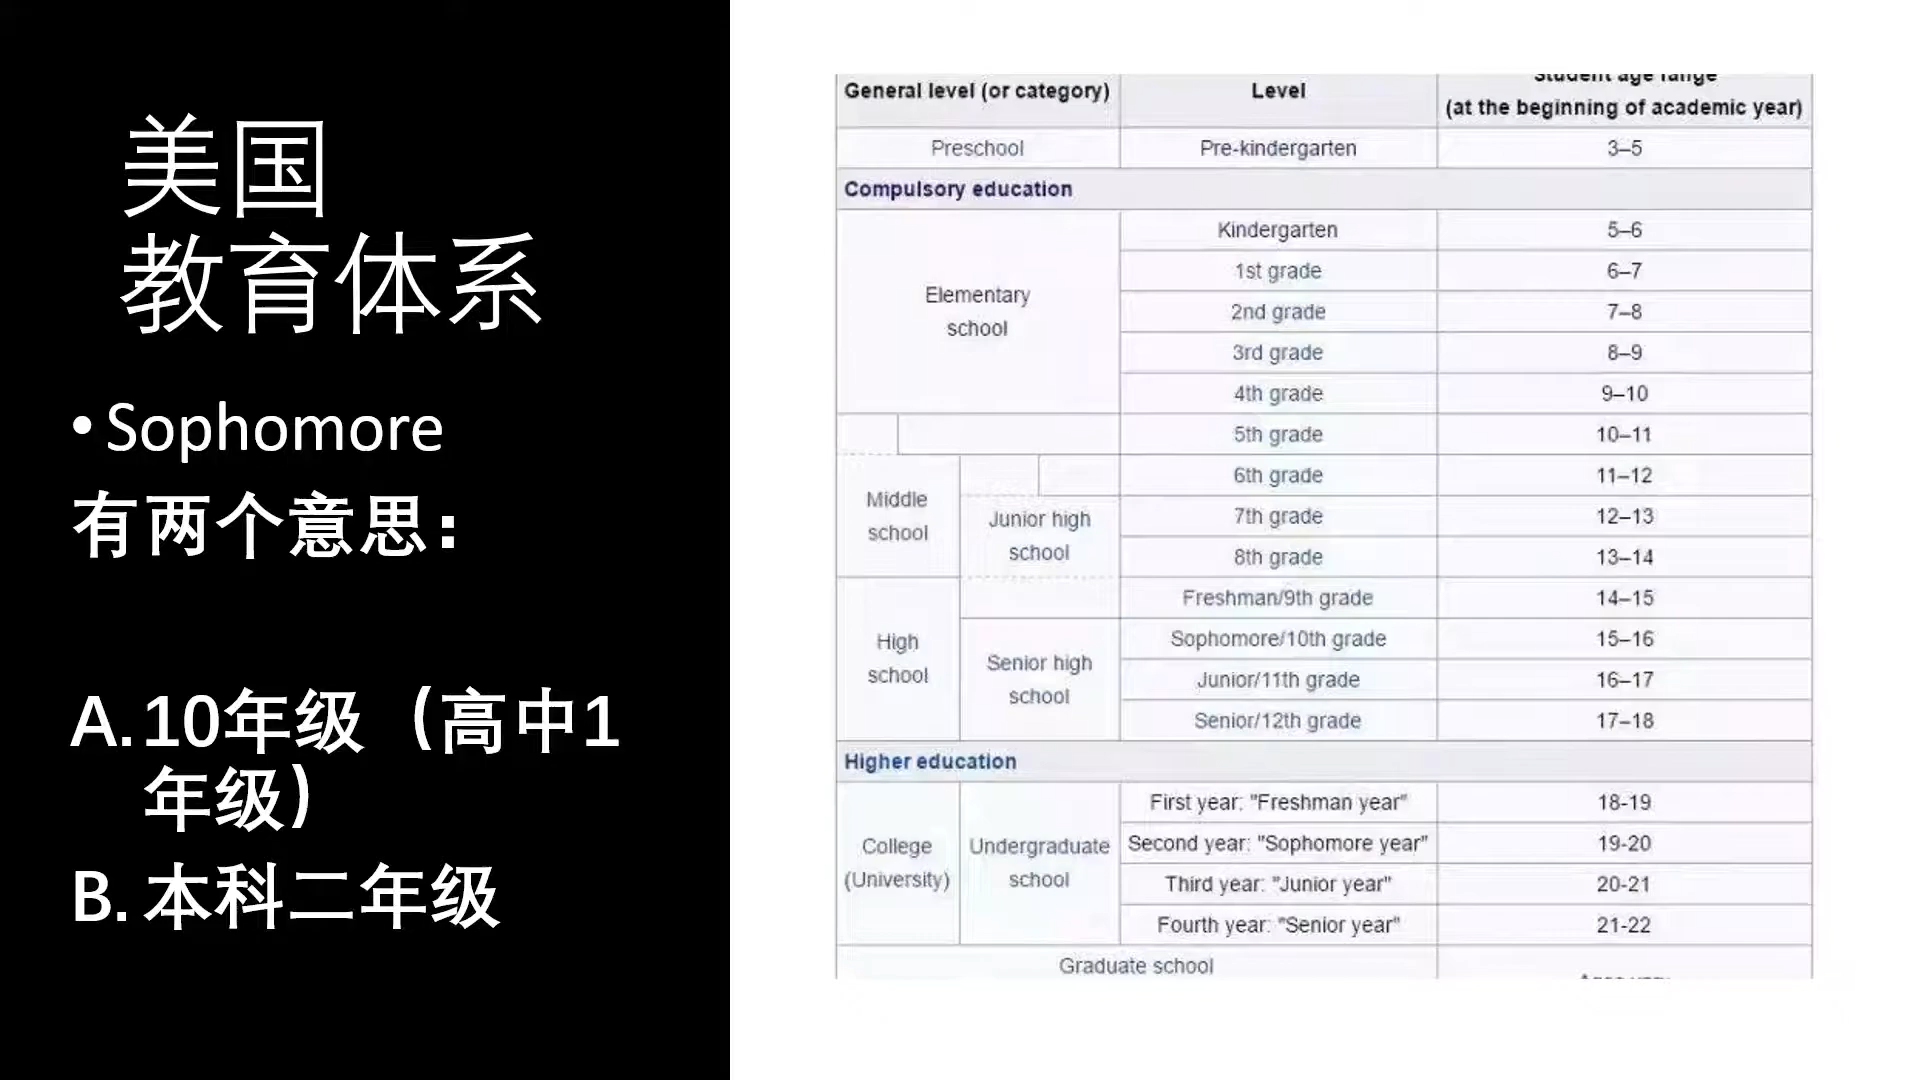 美国
教育体系
• Sophomore
有两个意思：
A. 10年级（高中1
年级）
B. 本科二年级
General level (or category) Level Student age range
(at the beginning of academic year)
Preschool Pre-kindergarten 3–5
Compulsory education
Elementary
school
Kindergarten 5–6
1st grade 6–7
2nd grade 7–8
3rd grade 8–9
4th grade 9–10
5th grade 10–11
Middle
school
Junior high
school
6th grade 11–12
7th grade 12–13
8th grade 13–14
High
school
Senior high
school
Freshman/9th grade 14–15
Sophomore/10th grade 15–16
Junior/11th grade 16–17
Senior/12th grade 17–18
Higher education
College
(University)
Undergraduate
school
First year: "Freshman year" 18-19
Second year: "Sophomore year" 19-20
Third year: "Junior year" 20-21
Fourth year: "Senior year" 21-22
Graduate school